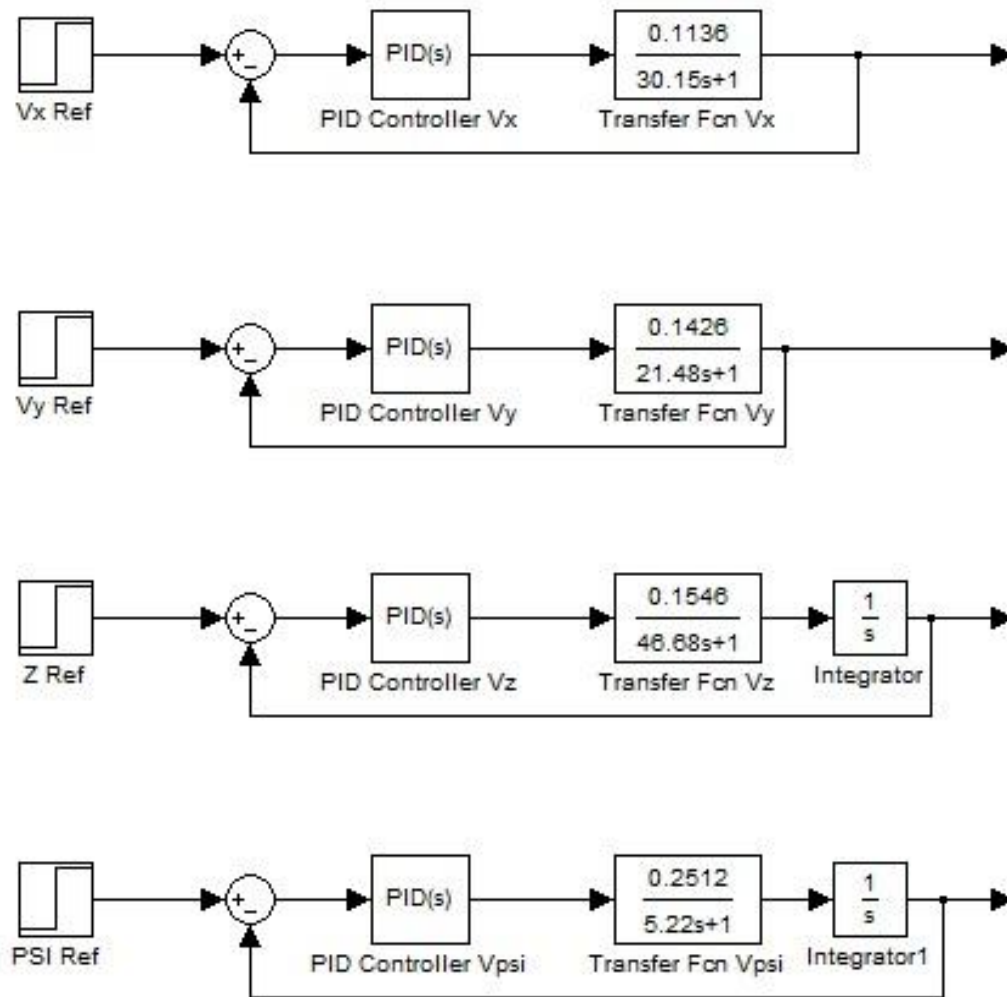 +
−
PID(s)
0.1136
30.15s+1
Vx Ref
PID Controller Vx
Transfer Fcn Vx
+
−
PID(s)
0.1426
21.48s+1
Vy Ref
PID Controller Vy
Transfer Fcn Vy
+
−
PID(s)
0.1546
46.68s+1
1
s
Z Ref
PID Controller Vz
Transfer Fcn Vz
Integrator
+
−
PID(s)
0.2512
5.22s+1
1
s
PSI Ref
PID Controller Vpsi
Transfer Fcn Vpsi
Integrator1